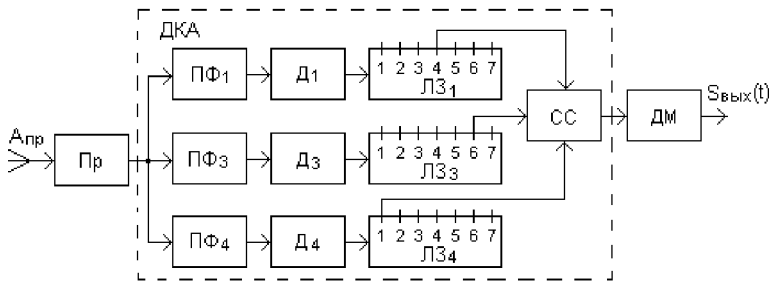 ДКА
ПФ1
Д1
1 2 3 4 5 6 7
ЛЗ1
Sвых(t)
Aпр
Пр
ПФ3
Д3
1 2 3 4 5 6 7
ЛЗ3
СС
ДМ
ПФ4
Д4
1 2 3 4 5 6 7
ЛЗ4